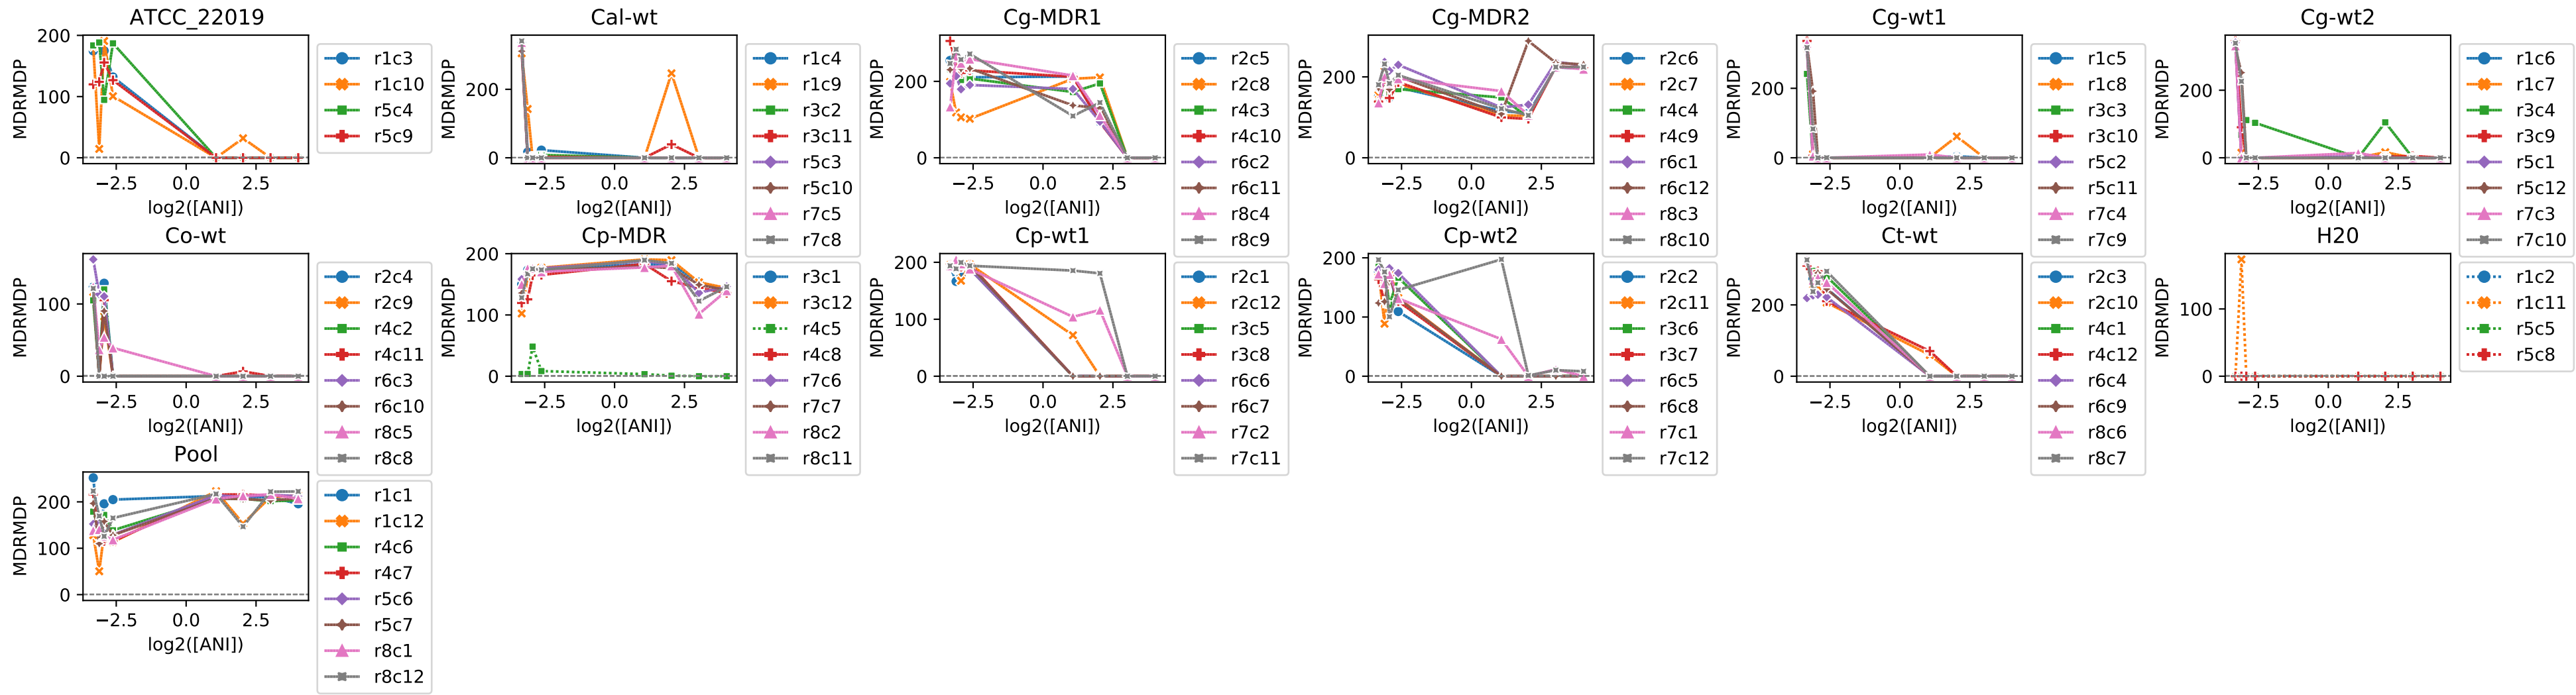 ATCC_22019
MDRMDP
200
100
0
−2.5 0.0 2.5
log2([ANI])
r1c3
r1c10
r5c4
r5c9
Cal-wt
MDRMDP
200
0
−2.5 0.0 2.5
log2([ANI])
r1c4
r1c9
r3c2
r3c11
r5c3
r5c10
r7c5
r7c8
Cg-MDR1
MDRMDP
200
0
−2.5 0.0 2.5
log2([ANI])
r2c5
r2c8
r4c3
r4c10
r6c2
r6c11
r8c4
r8c9
Cg-MDR2
MDRMDP
200
0
−2.5 0.0 2.5
log2([ANI])
r2c6
r2c7
r4c4
r4c9
r6c1
r6c12
r8c3
r8c10
Cg-wt1
MDRMDP
200
0
−2.5 0.0 2.5
log2([ANI])
r1c5
r1c8
r3c3
r3c10
r5c2
r5c11
r7c4
r7c9
Cg-wt2
MDRMDP
200
0
−2.5 0.0 2.5
log2([ANI])
r1c6
r1c7
r3c4
r3c9
r5c1
r5c12
r7c3
r7c10
Co-wt
MDRMDP
100
0
−2.5 0.0 2.5
log2([ANI])
r2c4
r2c9
r4c2
r4c11
r6c3
r6c10
r8c5
r8c8
Cp-MDR
MDRMDP
200
100
0
−2.5 0.0 2.5
log2([ANI])
r3c1
r3c12
r4c5
r4c8
r7c6
r7c7
r8c2
r8c11
Cp-wt1
MDRMDP
200
100
0
−2.5 0.0 2.5
log2([ANI])
r2c1
r2c12
r3c5
r3c8
r6c6
r6c7
r7c2
r7c11
Cp-wt2
MDRMDP
200
100
0
−2.5 0.0 2.5
log2([ANI])
r2c2
r2c11
r3c6
r3c7
r6c5
r6c8
r7c1
r7c12
Ct-wt
MDRMDP
200
0
−2.5 0.0 2.5
log2([ANI])
r2c3
r2c10
r4c1
r4c12
r6c4
r6c9
r8c6
r8c7
H20
MDRMDP
100
0
−2.5 0.0 2.5
log2([ANI])
r1c2
r1c11
r5c5
r5c8
Pool
MDRMDP
200
100
0
−2.5 0.0 2.5
log2([ANI])
r1c1
r1c12
r4c6
r4c7
r5c6
r5c7
r8c1
r8c12